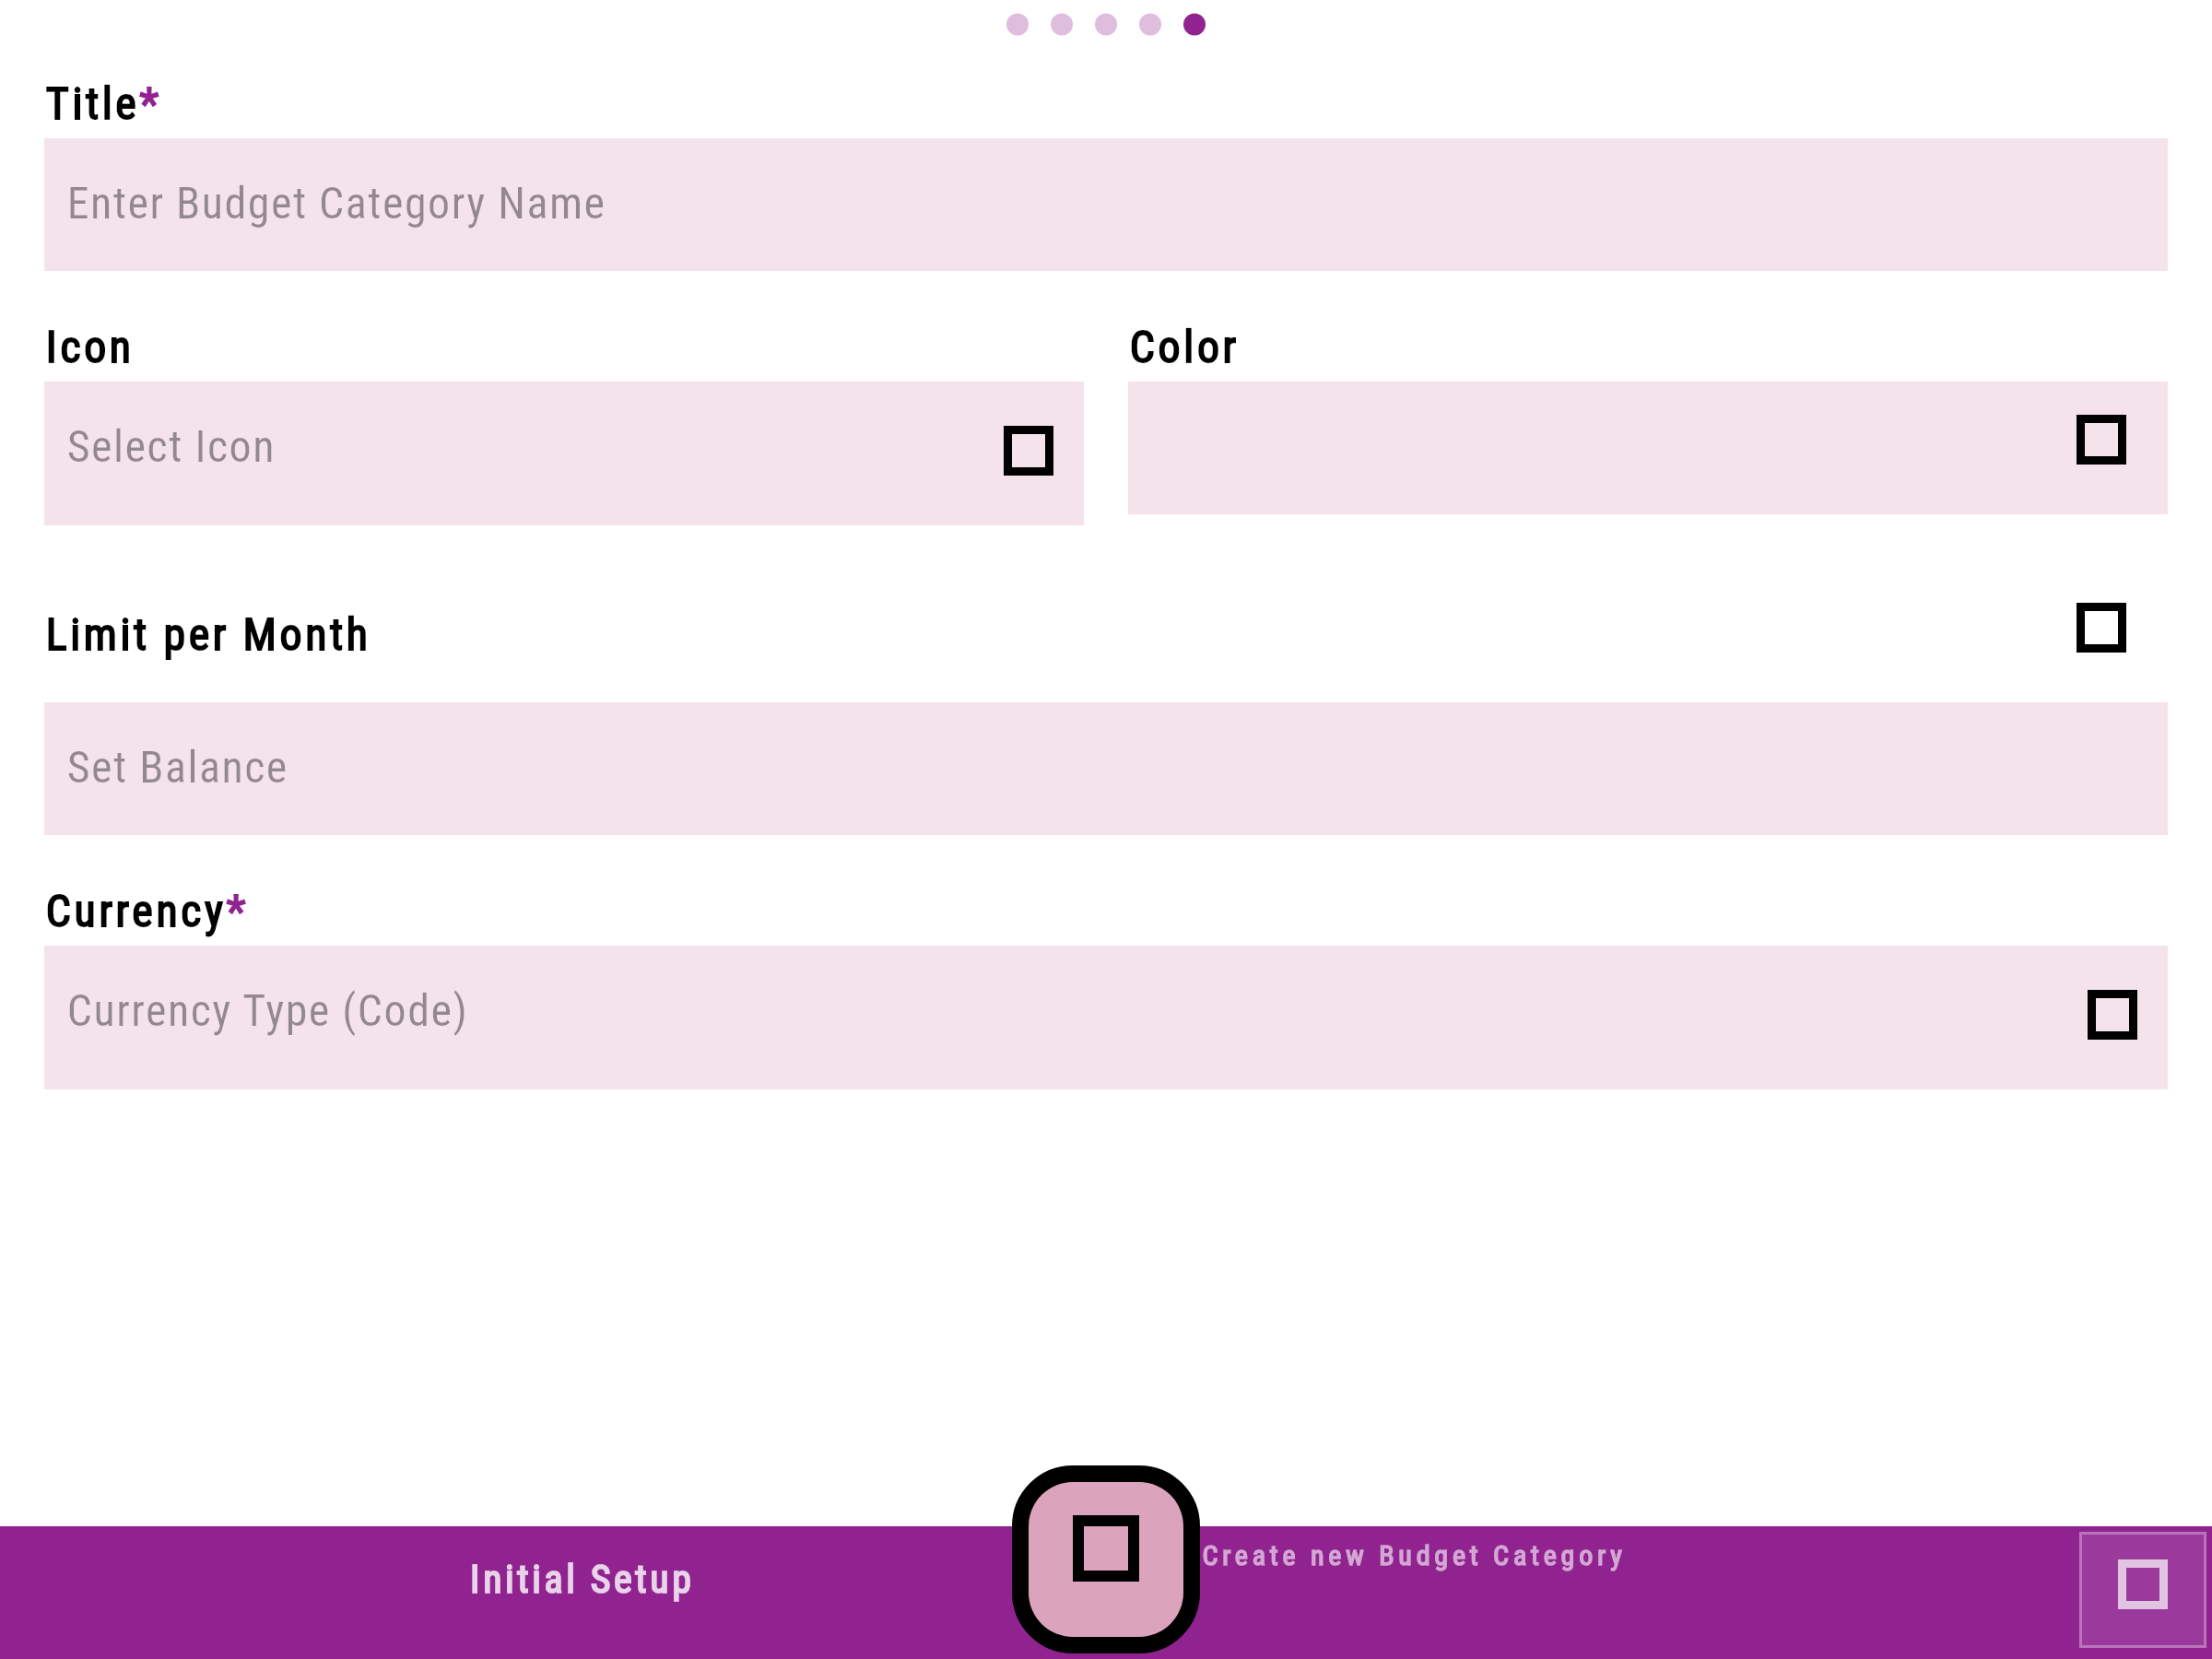 Title*
Enter Budget Category Name
Icon
Color
Select Icon
Limit per Month
Set Balance
Currency*
Currency Type (Code)
Initial Setup
Create new Budget Category